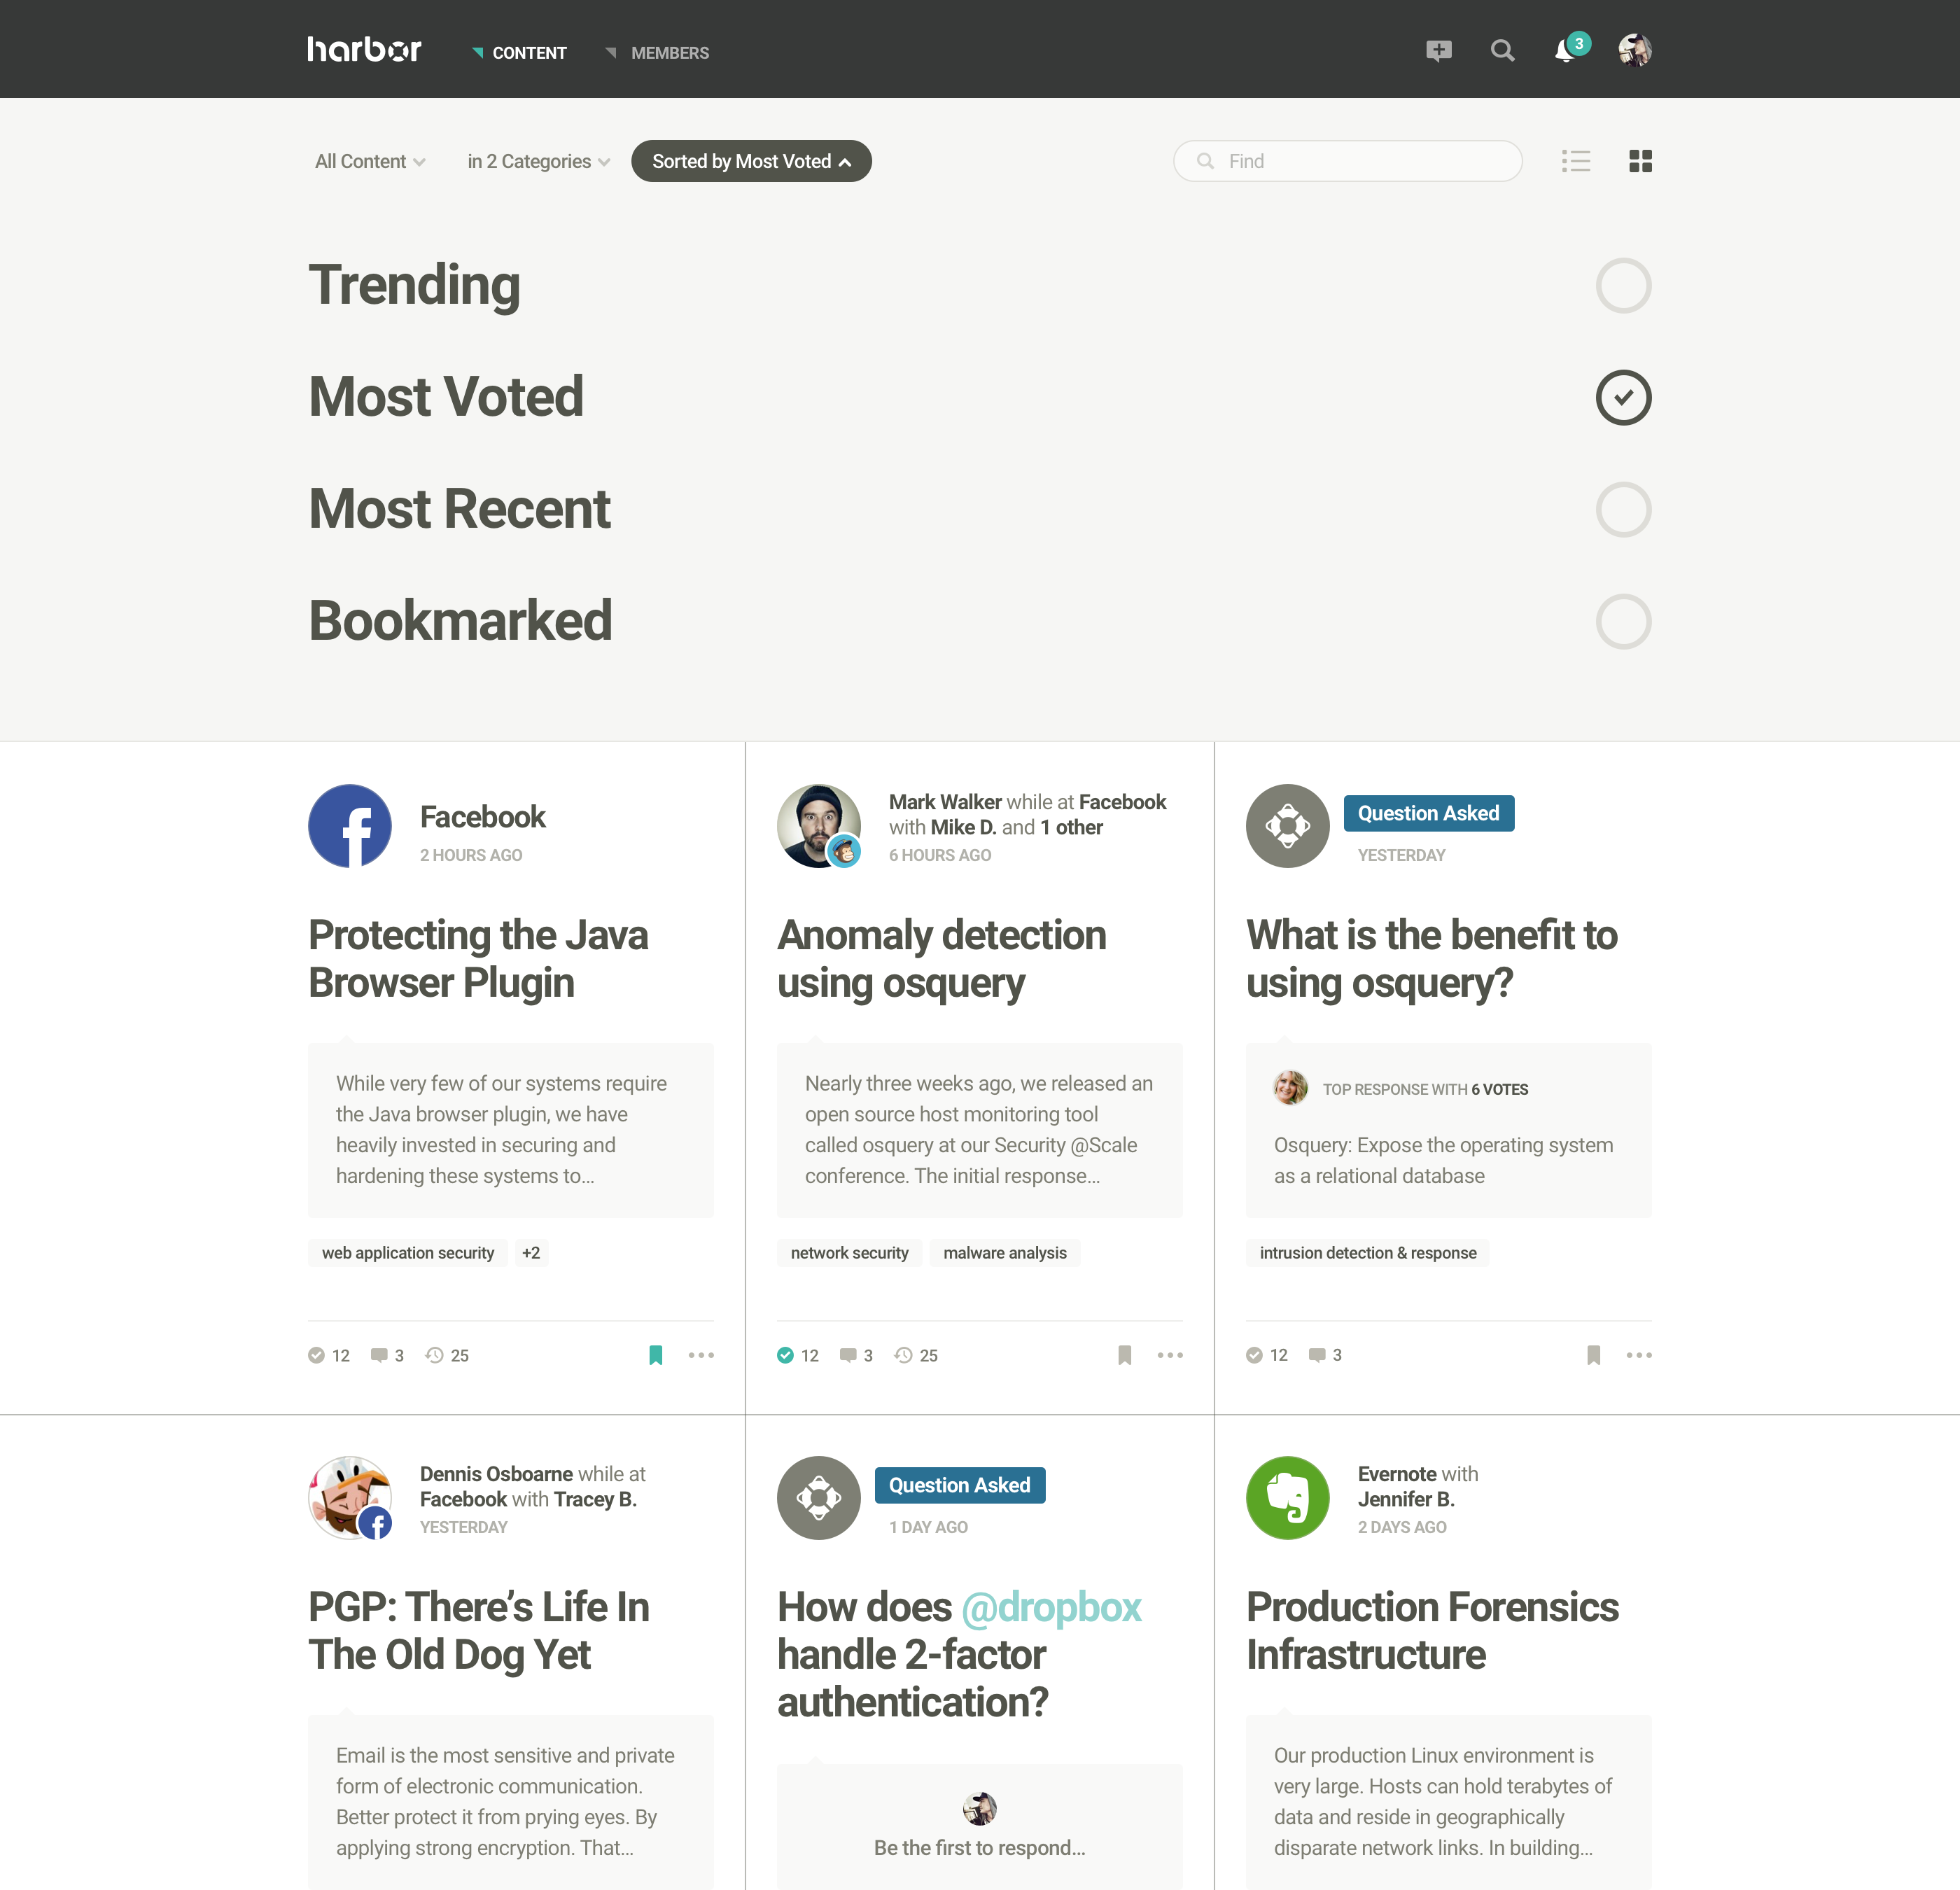 harbor
CONTENT
MEMBERS
3
All Content
in 2 Categories
Sorted by Most Voted
Find
Trending
Most Voted
Most Recent
Bookmarked
Facebook
2 HOURS AGO
Protecting the Java
Browser Plugin
While very few of our systems require
the Java browser plugin, we have
heavily invested in securing and
hardening these systems to...
web application security
+2
12
3
25
Mark Walker while at Facebook
with Mike D. and 1 other
6 HOURS AGO
Anomaly detection
using osquery
Nearly three weeks ago, we released an
open source host monitoring tool
called osquery at our Security @Scale
conference. The initial response...
network security
malware analysis
12
3
25
Question Asked
YESTERDAY
What is the benefit to
using osquery?
TOP RESPONSE WITH 6 VOTES
Osquery: Expose the operating system
as a relational database
intrusion detection & response
12
3
Dennis Osboarne while at
Facebook with Tracey B.
YESTERDAY
PGP: There’s Life In
The Old Dog Yet
Email is the most sensitive and private
form of electronic communication.
Better protect it from prying eyes. By
applying strong encryption. That...
Question Asked
1 DAY AGO
How does @dropbox
handle 2-factor
authentication?
Be the first to respond...
Evernote with
Jennifer B.
2 DAYS AGO
Production Forensics
Infrastructure
Our production Linux environment is
very large. Hosts can hold terabytes of
data and reside in geographically
disparate network links. In building...